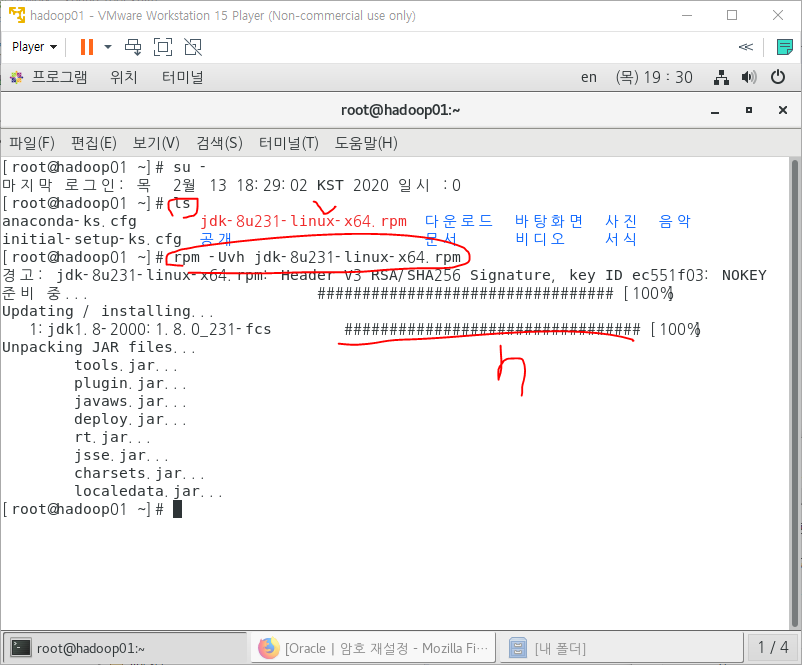 hadoop01 - VMware Workstation 15 Player (Non-commercial use only)
Player
프로그램 위치 터미널 en (목) 19 : 30
root@hadoop01:~
파일(F) 편집(E) 보기(V) 검색(S) 터미널(T) 도움말(H)
[root@hadoop01 ~]# su -
마지막 로그인: 목 2월 13 18:29:02 KST 2020 일시 :0
[root@hadoop01 ~]# ls
anaconda-ks.cfg jdk-8u231-linux-x64.rpm 다운로드 바탕화면 사진 음악
initial-setup-ks.cfg 공개 문서 비디오 서식
[root@hadoop01 ~]# rpm -Uvh jdk-8u231-linux-x64.rpm
경고: jdk-8u231-linux-x64.rpm: Header V3 RSA/SHA256 Signature, key ID ec551f03: NOKEY
준비 중... ################################# [100%]
Updating / installing...
1:jdk1.8-2000:1.8.0_231-fcs ################################# [100%]
Unpacking JAR files...
tools.jar...
plugin.jar...
javaws.jar...
deploy.jar...
rt.jar...
jsse.jar...
charsets.jar...
localedata.jar...
[root@hadoop01 ~]#
root@hadoop01:~ [Oracle | 암호 재설정 - Mozilla Fi… [내 폴더] 1 / 4